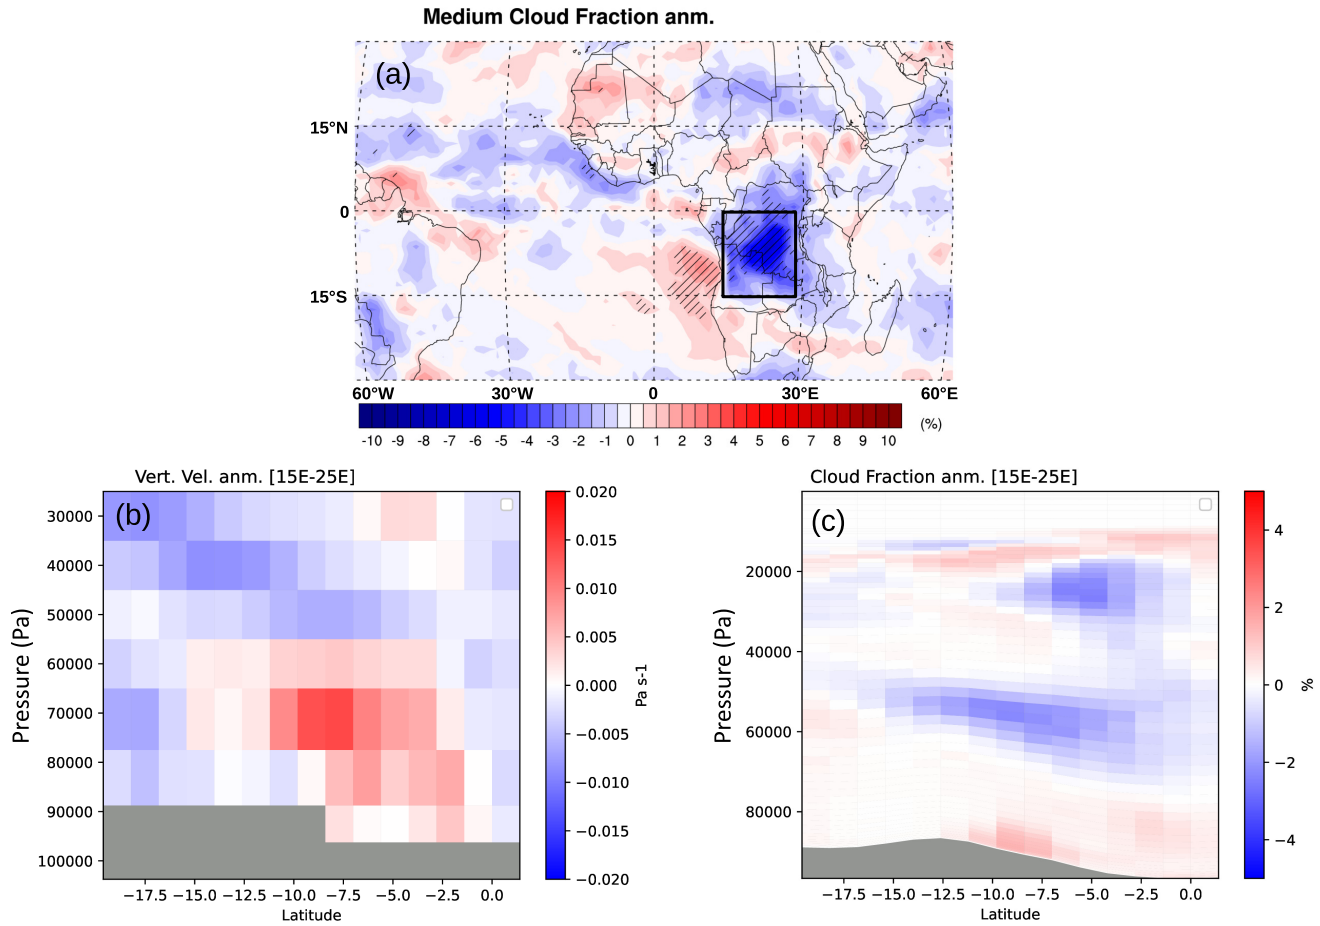 Medium Cloud Fraction anm.
(a)
15°N
0
15°S
60°W 30°W 0 30°E 60°E
-10 -9 -8 -7 -6 -5 -4 -3 -2 -1 0 1 2 3 4 5 6 7 8 9 10 (%)
Vert. Vel. anm. [15E-25E]
(b)
30000
40000
50000
60000
70000
80000
90000
100000
Pressure (Pa)
−17.5 −15.0 −12.5 −10.0 −7.5 −5.0 −2.5 0.0
Latitude
0.020
0.015
0.010
0.005
0.000
−0.005
−0.010
−0.015
−0.020
Pa s-1
Cloud Fraction anm. [15E-25E]
(c)
20000
40000
60000
80000
Pressure (Pa)
−17.5 −15.0 −12.5 −10.0 −7.5 −5.0 −2.5 0.0
Latitude
4
2
0
−2
−4
%